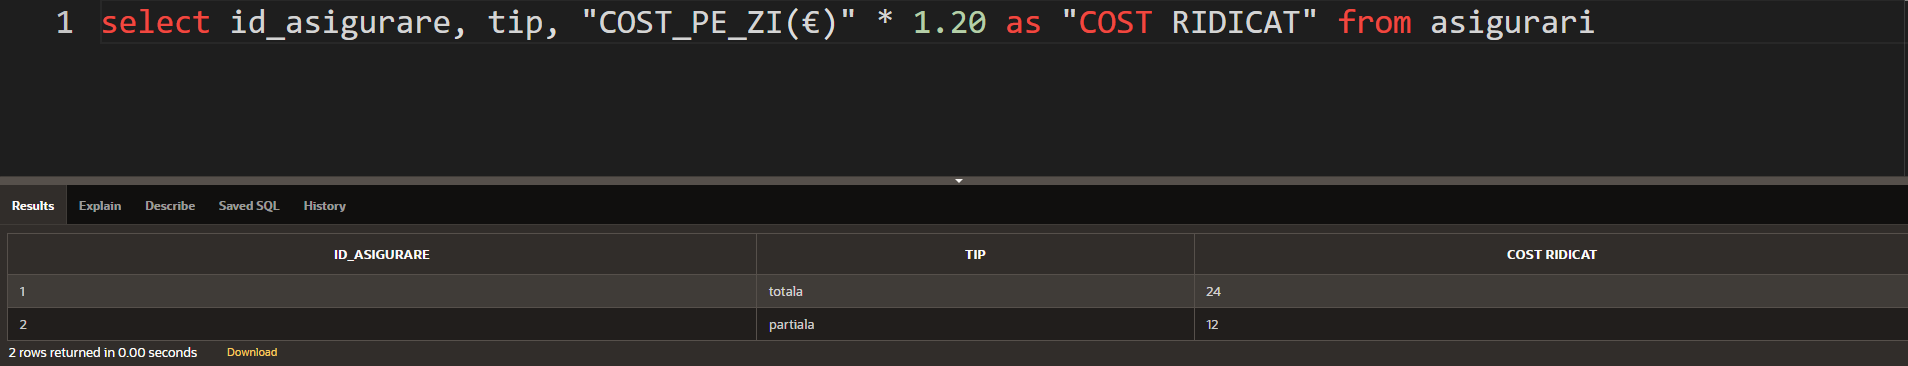 1 select id_asigurare, tip, "COST_PE_ZI(€)" * 1.20 as "COST RIDICAT" from asigurari
Results Explain Describe Saved SQL History
ID_ASIGURARE TIP COST RIDICAT
1 totala 24
2 partiala 12
2 rows returned in 0.00 seconds Download